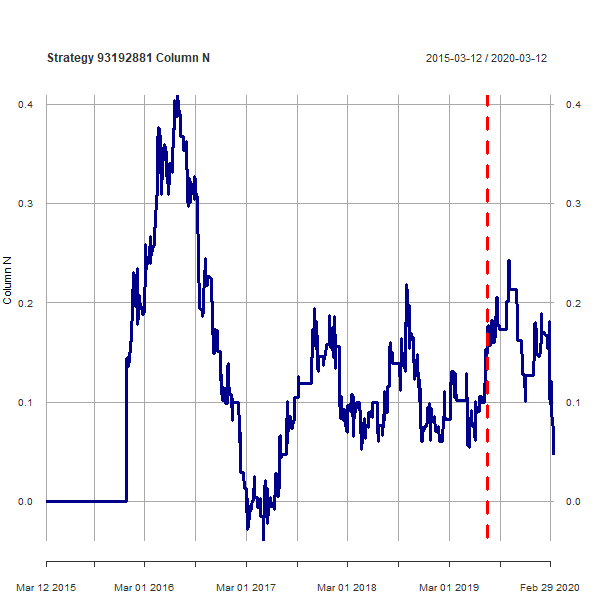 Strategy 93192881 Column N
2015-03-12 / 2020-03-12
0.4
0.4
0.3
0.3
0.2
0.2
0.1
0.1
0.0
0.0
Column N
Mar 12 2015
Mar 01 2016
Mar 01 2017
Mar 01 2018
Mar 01 2019
Feb 29 2020